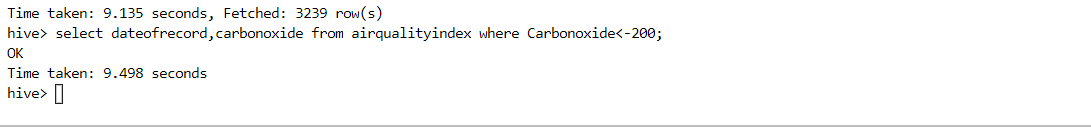 Time taken: 9.135 seconds, Fetched: 3239 row(s)
hive> select dateofrecord,carbonoxide from airqualityindex where Carbonoxide<-200;
OK
Time taken: 9.498 seconds
hive>